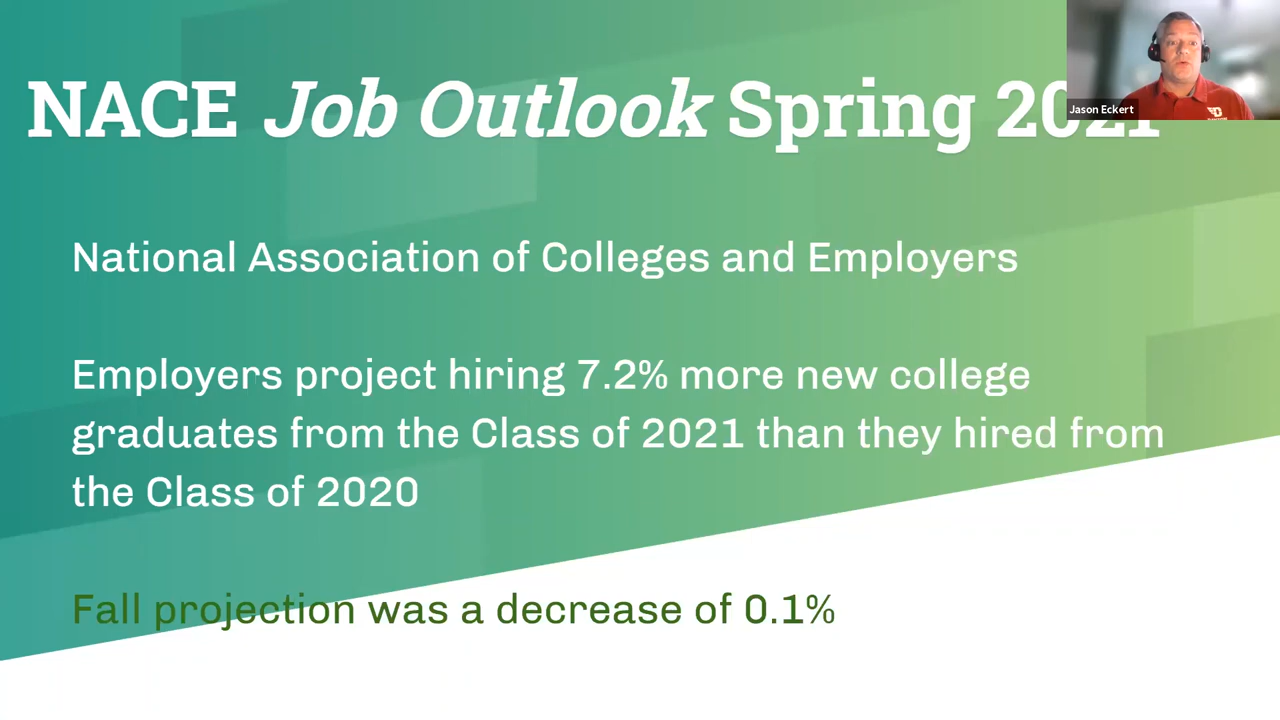 NACE Job Outlook Spring 2021
Jason Eckert
National Association of Colleges and Employers
Employers project hiring 7.2% more new college
graduates from the Class of 2021 than they hired from
the Class of 2020
Fall projection was a decrease of 0.1%